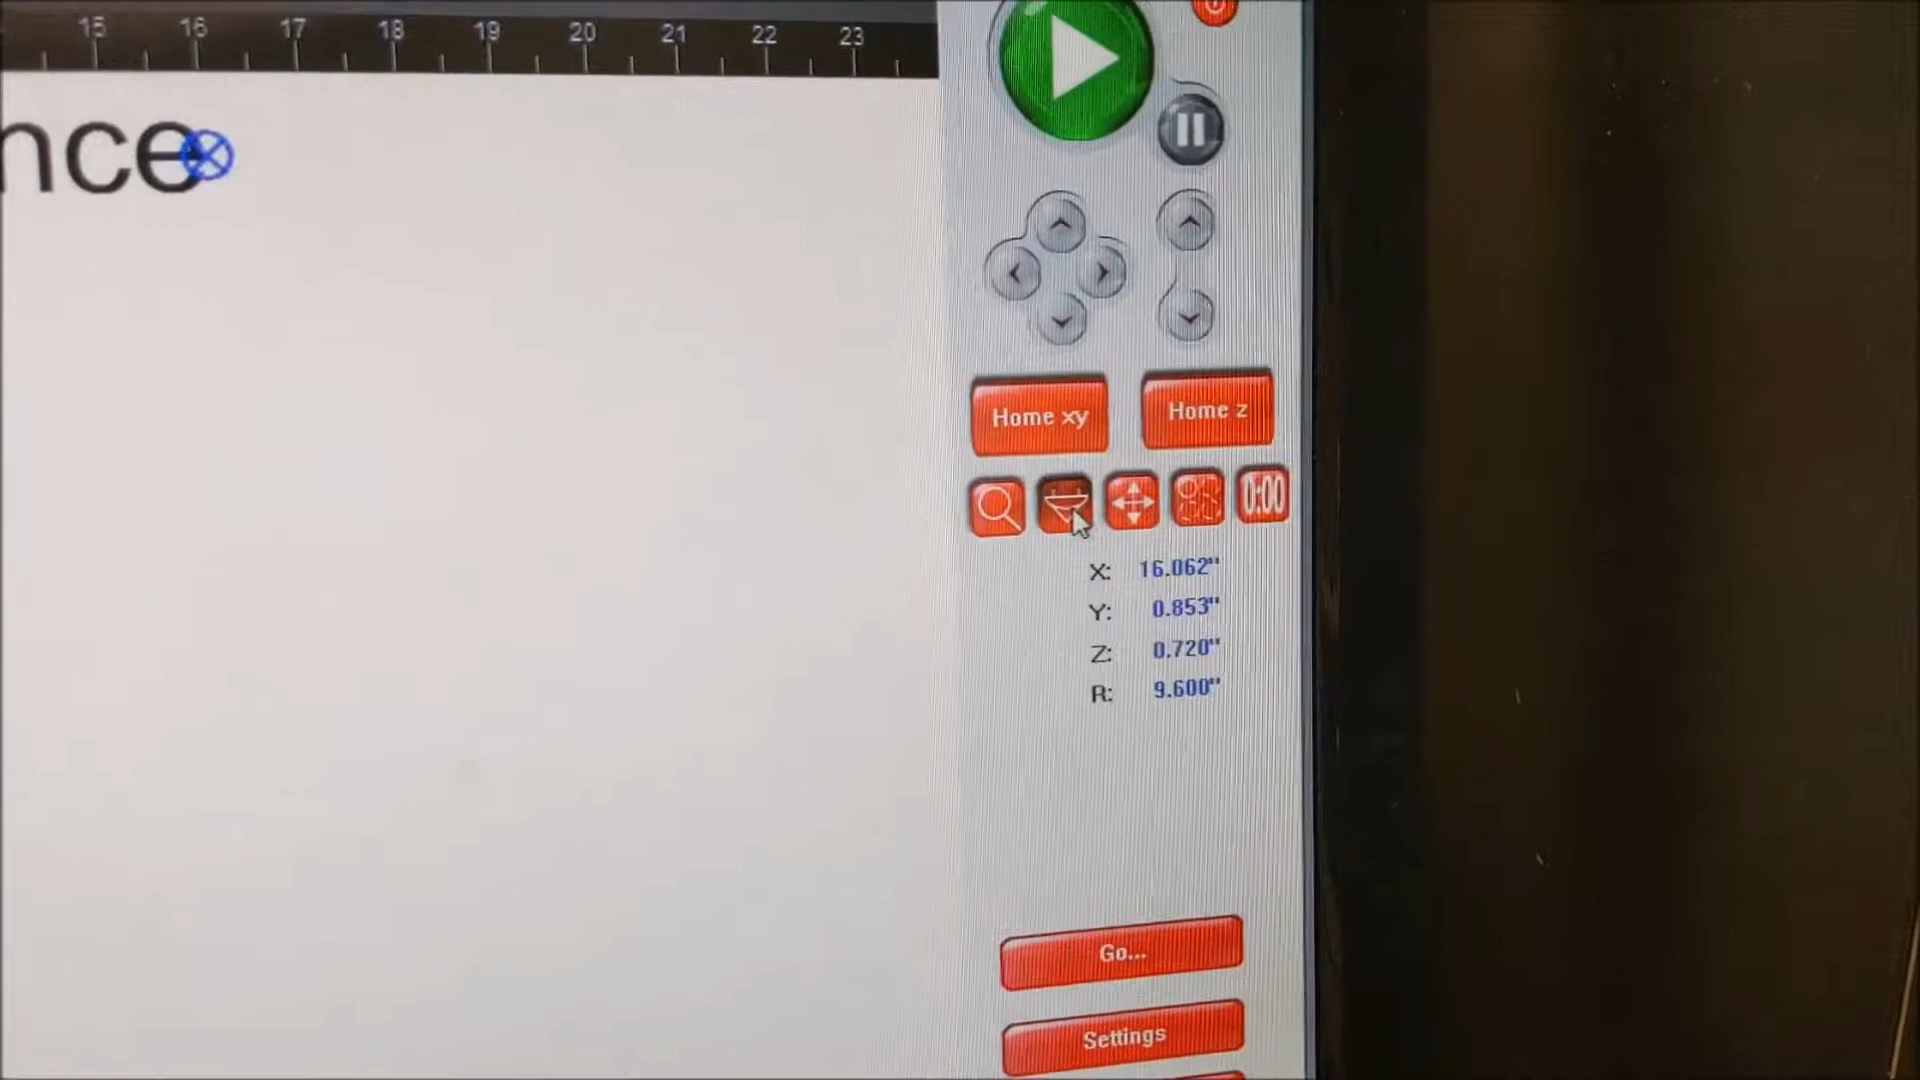 15 16 17 18 19 20 21 22 23
nce
Home xy Home z
0:00
X: 16.062"
Y: 0.853"
Z: 0.720"
R: 9.600"
Go...
Settings